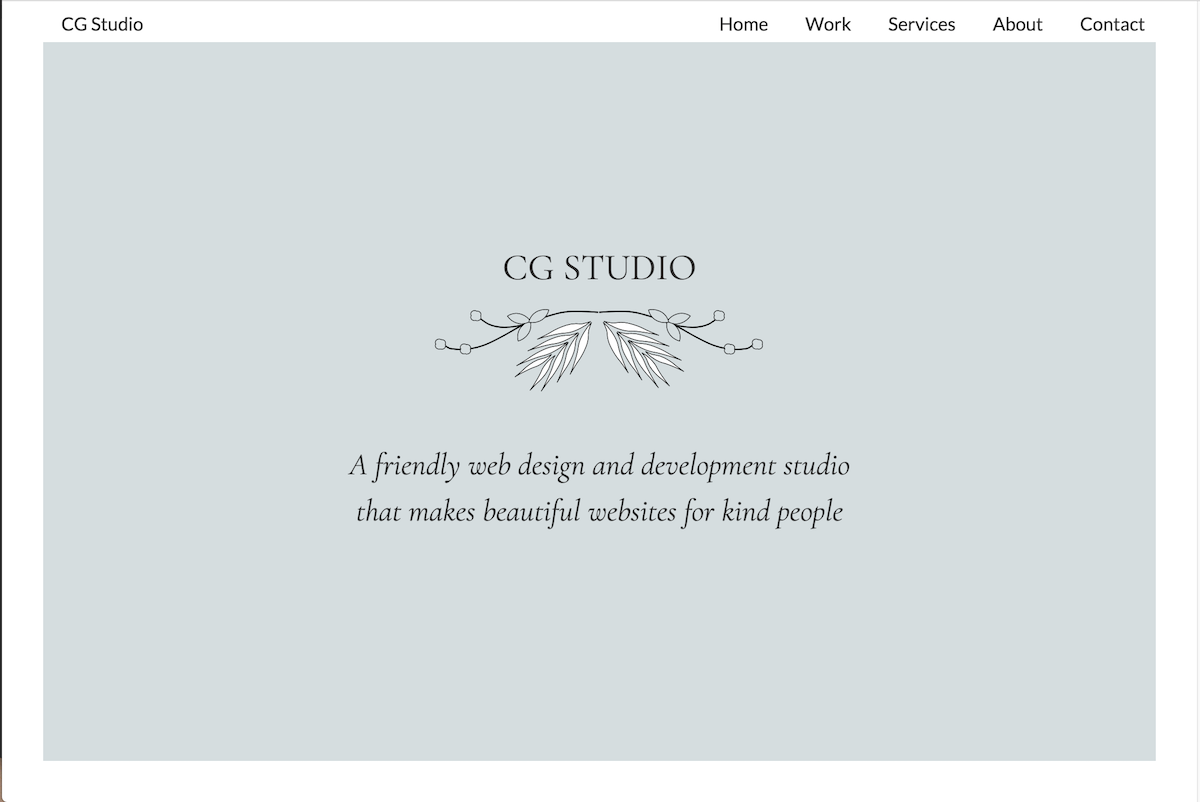 CG Studio
Home Work Services About Contact
CG STUDIO
A friendly web design and development studio
that makes beautiful websites for kind people